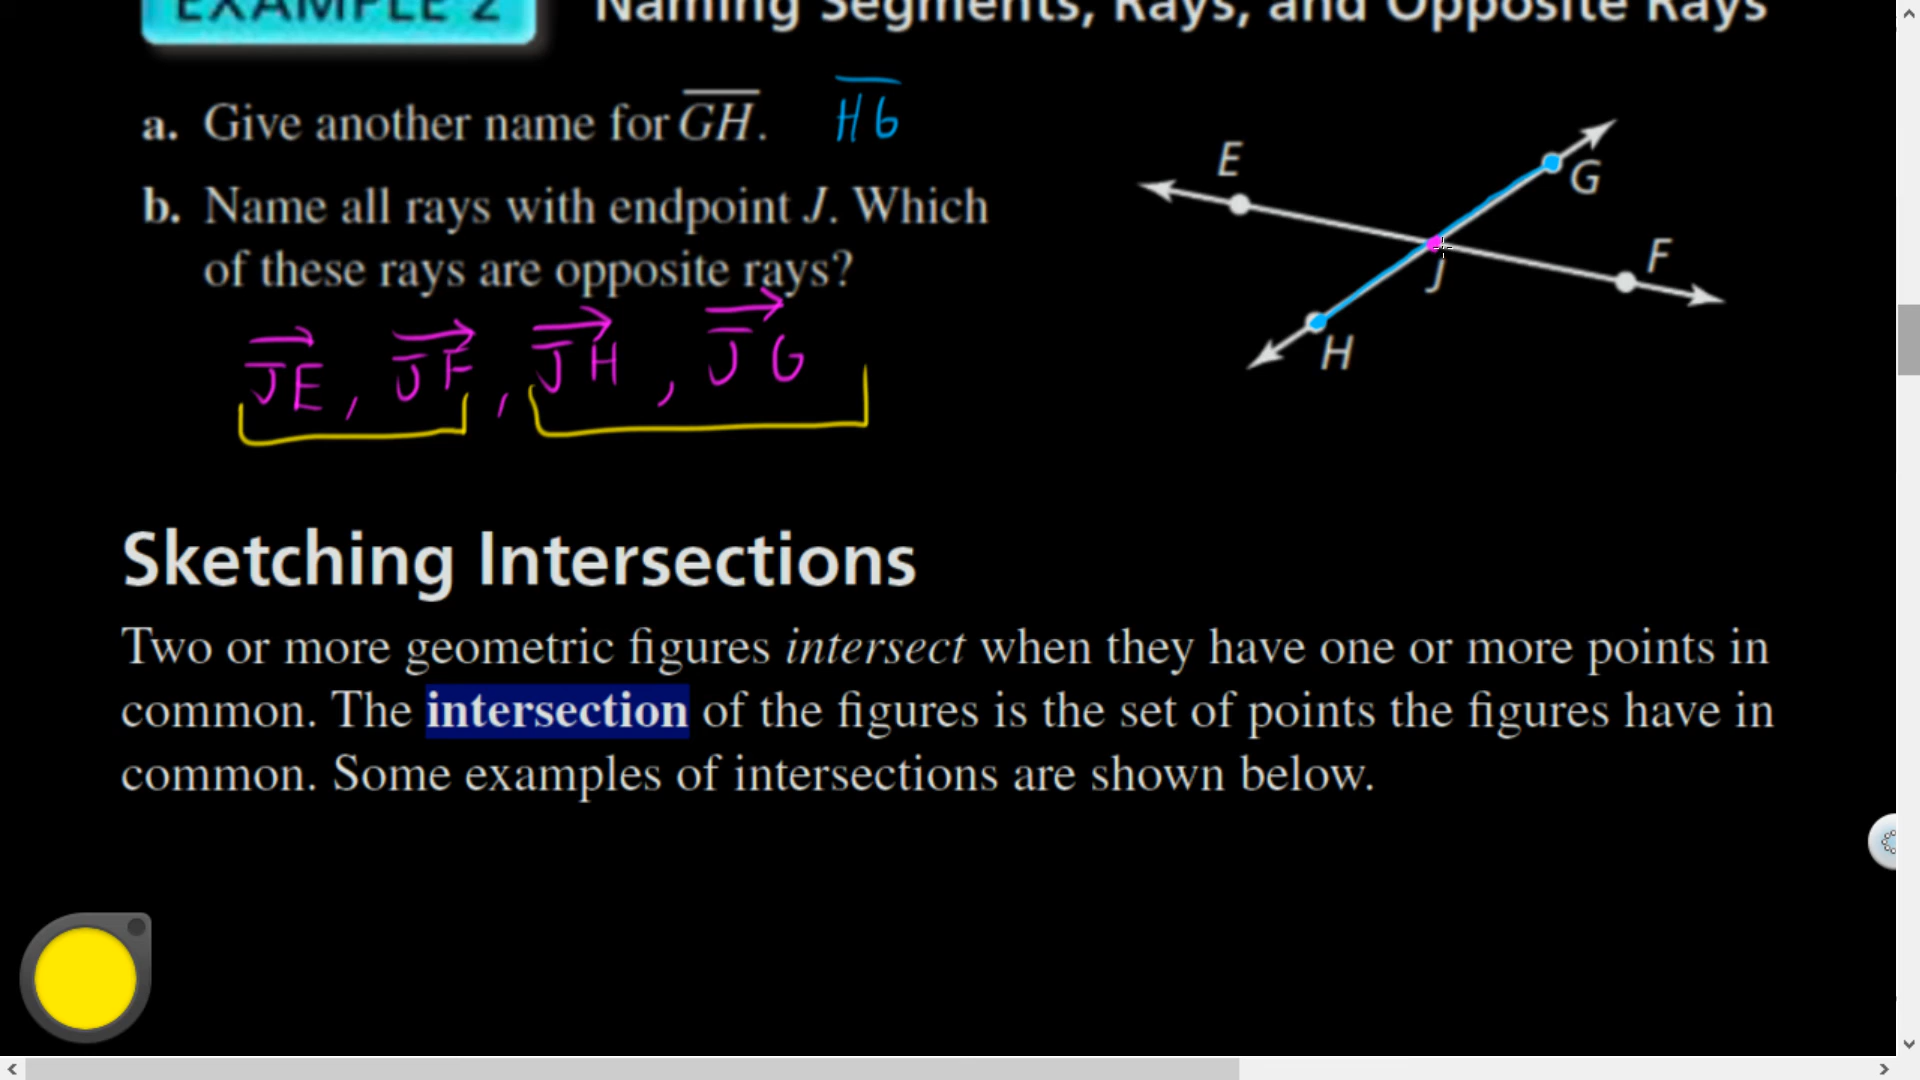 EXAMPLE 2 Naming Segments, Rays, and Opposite Rays
a. Give another name for GH. HG
b. Name all rays with endpoint J. Which
of these rays are opposite rays?
JE, JF, JH, JG
E
G
F
J
H
Sketching Intersections
Two or more geometric figures intersect when they have one or more points in
common. The intersection of the figures is the set of points the figures have in
common. Some examples of intersections are shown below.